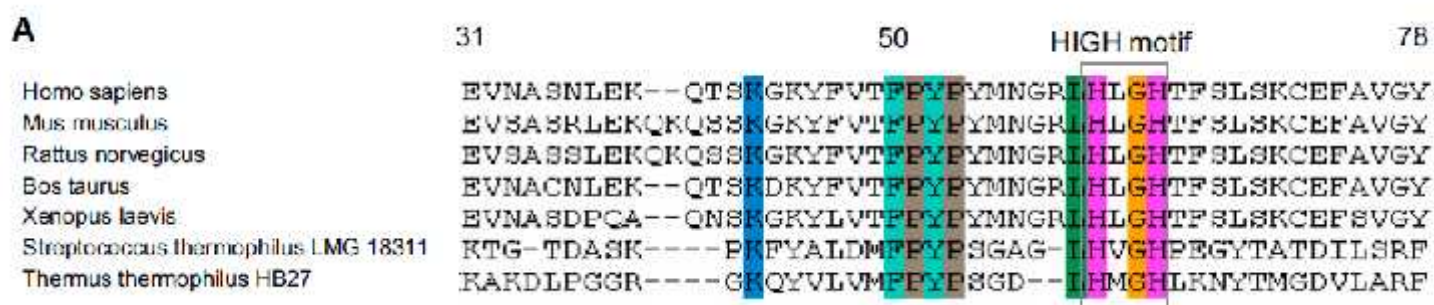 A
31 50 HIGH motif 78
Homo sapiens EVNASNLEK--QTSKGKYFVTFPYPYMNGRLHLGHTFSLSKCEFAVGY
Mus musculus EVSASRLEKQKQSSKGKYFVTFPYPYMNGRLHLGHTFSLSKCEFAVGY
Rattus norvegicus EVSASSLEKQKQSSKGKYFVTFPYPYMNGRLHLGHTFSLSKCEFAVGY
Bos taurus EVNACNLEK--QTSKDKYFVTFPYPYMNGRLHLGHTFSLSKCEFAVGY
Xenopus laevis EVNASDPQA--QNSKGKYLVTFPYPYMNGRLHLGHTFSLSKCEFSVGY
Streptococcus thermophilus LMG 18311 KTG-TDASK----PKFYALDMFPYPSGAG-LHVGHPEGYTATDILSRF
Thermus thermophilus HB27 KAKDLPGGR----GKQYVLVMFPYPSGD--LHMGHLKNYTMGDVLARF